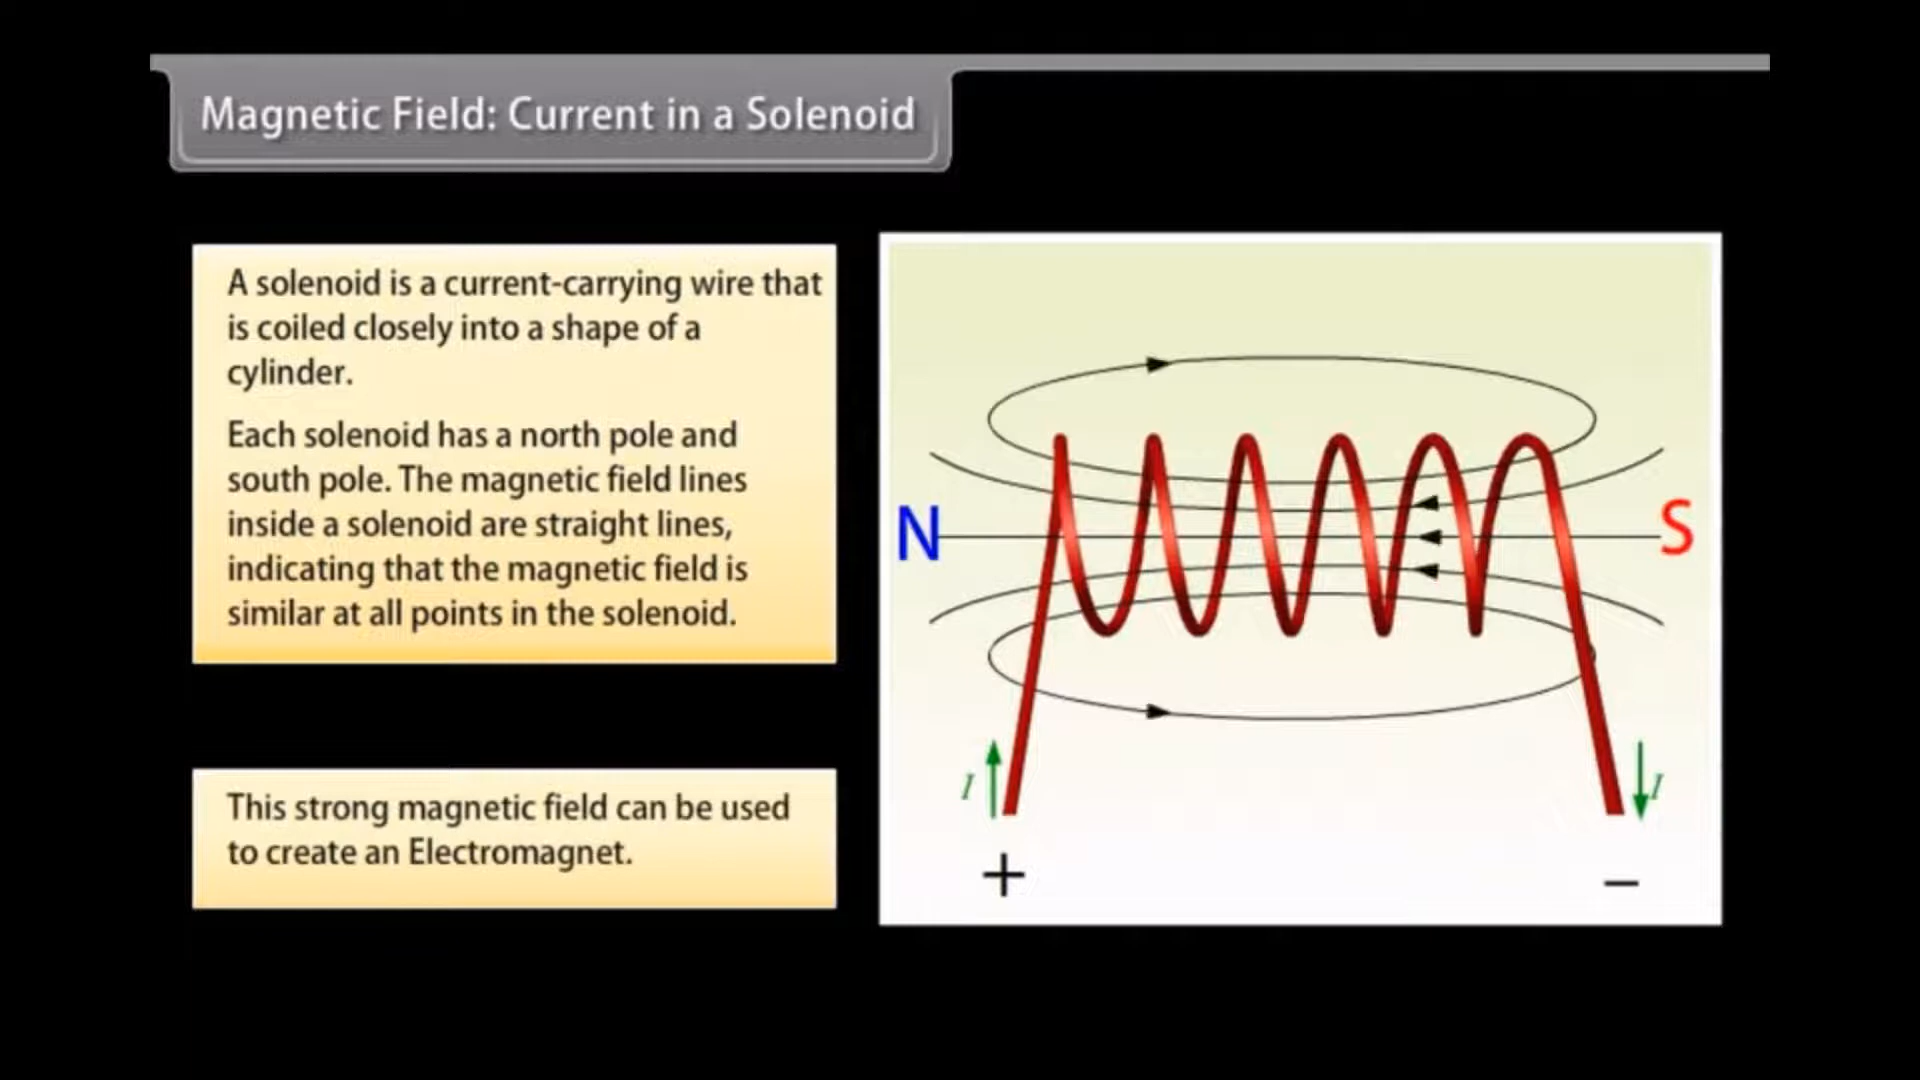 Magnetic Field: Current in a Solenoid
A solenoid is a current-carrying wire that
is coiled closely into a shape of a
cylinder.
Each solenoid has a north pole and
south pole. The magnetic field lines
inside a solenoid are straight lines,
indicating that the magnetic field is
similar at all points in the solenoid.
This strong magnetic field can be used
to create an Electromagnet.
N
S
I
I
+
−